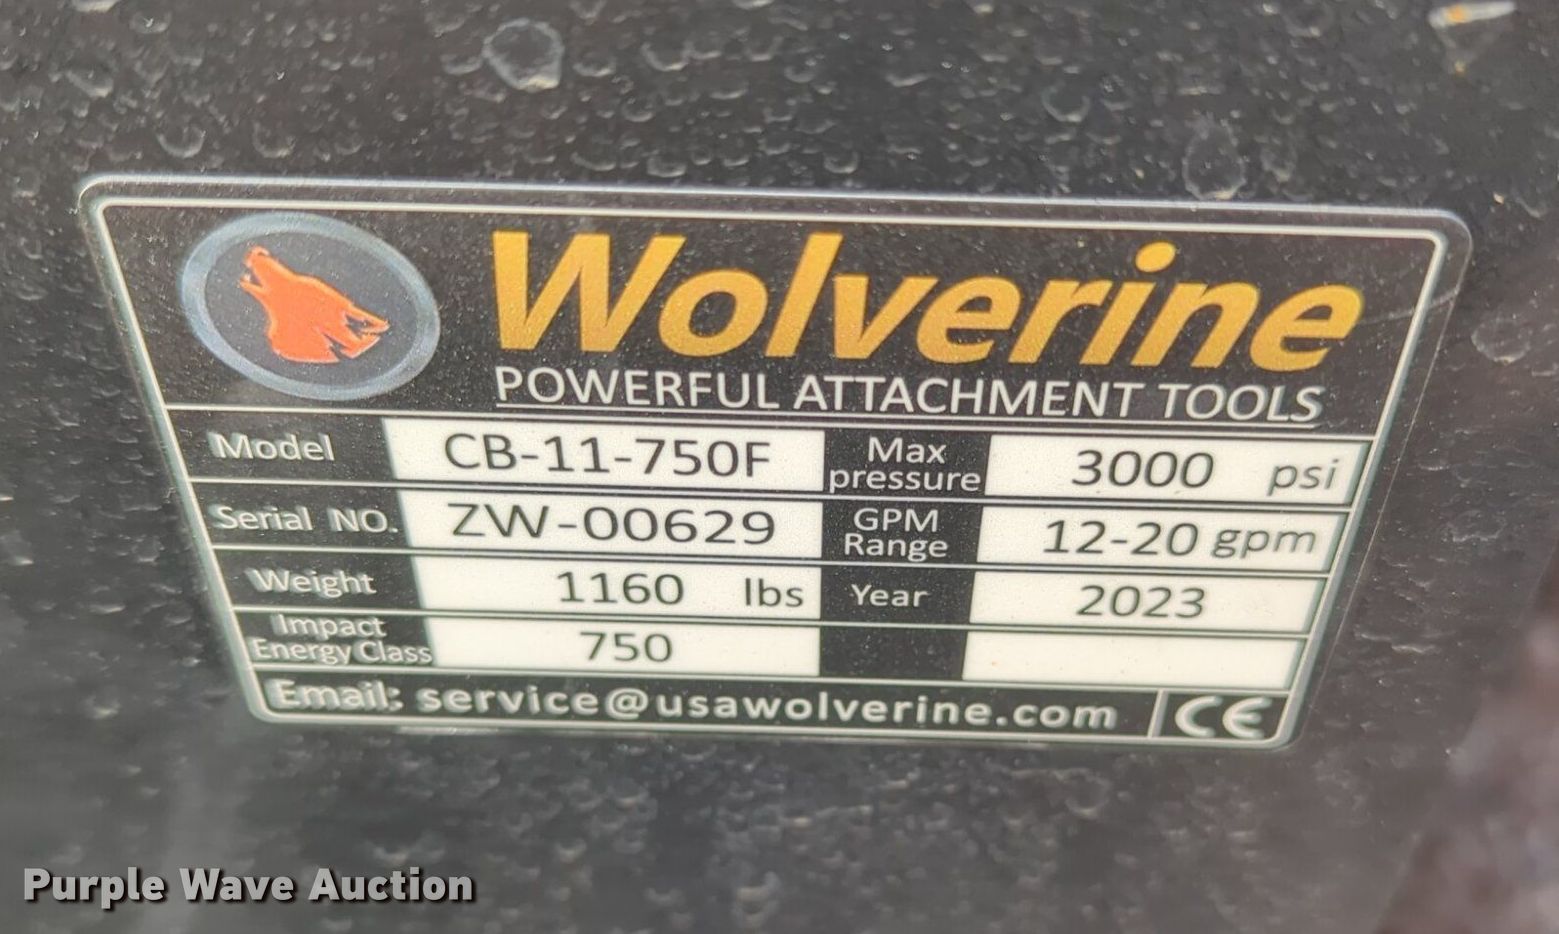 Wolverine
POWERFUL ATTACHMENT TOOLS
Model CB-11-750F Max pressure 3000 psi
Serial NO. ZW-00629 GPM Range 12-20 gpm
Weight 1160 lbs Year 2023
Impact Energy Class 750
Email: service@usawolverine.com CE
Purple Wave Auction